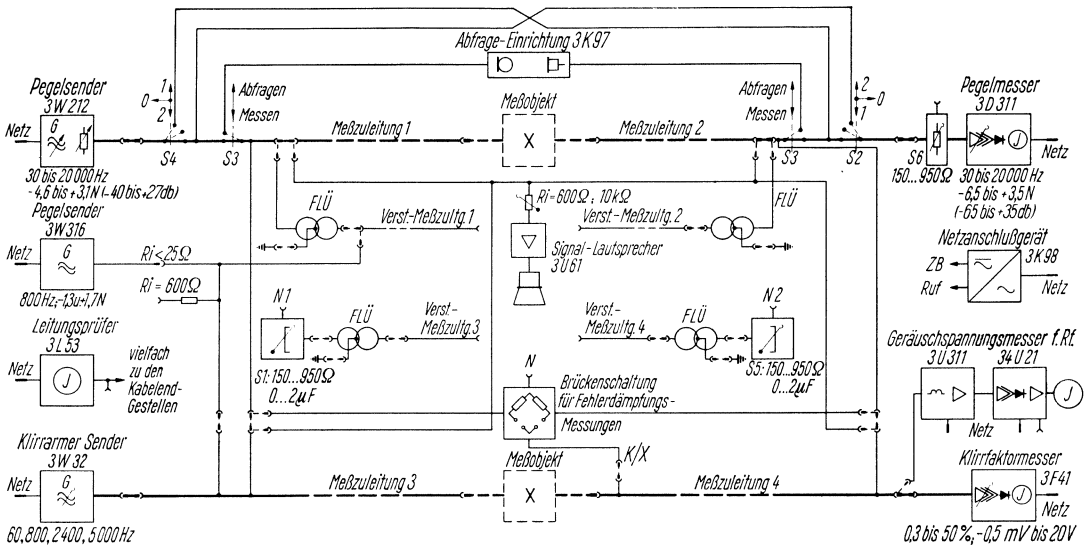 Abfrage-Einrichtung 3K97
Pegelsender
3W212
Netz
G
30 bis 20 000 Hz
-4,6 bis +3,1N (-40 bis+27db)
0
1
2
S4
S3
Abfragen
Messen
Meßzuleitung 1
Meßobjekt
X
Meßzuleitung 2
Abfragen
Messen
S3
2
0
1
S2
S6
150...950Ω
Pegelmesser
3D311
J
Netz
30 bis 20000 Hz
-6,5 bis +3,5N
(-65 bis +35db)
Pegelsender
3W316
Netz
G
800 Hz;-1,3u+1,7N
Ri<25Ω
Ri=600Ω
FLÜ
Verst.-Meßzultg.1
Ri=600Ω; 10kΩ
Signal-Lautsprecher
3U61
Verst.-Meßzultg.2
FLÜ
Netzanschlußgerät
3K98
ZB
Ruf
Netz
Leitungsprüfer
3L53
Netz
J
vielfach
zu den
Kabelend-
Gestellen
N1
S1:150...950Ω
0...2µF
FLÜ
Verst.-
Meßzultg.3
Verst.-
Meßzultg.4
FLÜ
N2
S5:150...950Ω
0...2µF
N
Brückenschaltung
für Fehlerdämpfungs-
Messungen
K/X
Geräuschspannungsmesser f. Rf.
3U311
34U21
J
Netz
Klirrarmer Sender
3W32
Netz
G
60,800,2400,5000Hz
Meßzuleitung 3
Meßobjekt
X
Meßzuleitung 4
Klirrfaktormesser
3F41
J
Netz
0,3 bis 50%;-0,5 mV bis 20V